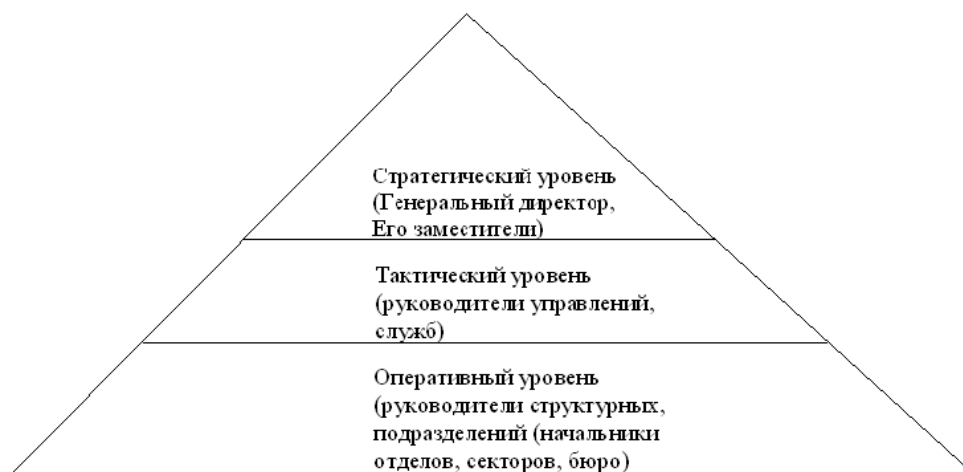 Стратегический уровень
(Генеральный директор,
Его заместители)
Тактический уровень
(руководители управлений,
служб)
Оперативный уровень
(руководители структурных,
подразделений (начальники
отделов, секторов, бюро)